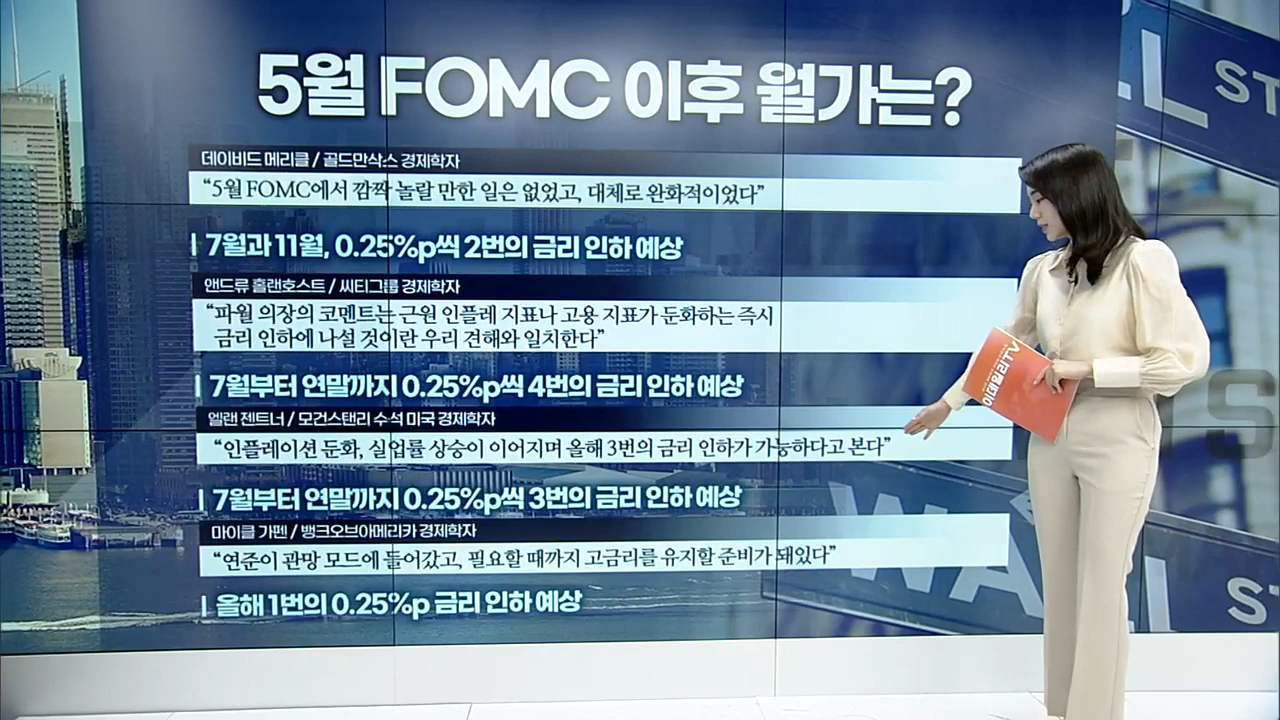 5월 FOMC 이후 월가는?
데이비드 메리클 / 골드만삭스 경제학자
“5월 FOMC에서 깜짝 놀랄 만한 일은 없었고, 대체로 완화적이었다”
7월과 11월, 0.25%p씩 2번의 금리 인하 예상
앤드류 홀랜호스트 / 씨티그룹 경제학자
“파월 의장의 코멘트는 근원 인플레 지표나 고용 지표가 둔화하는 즉시
금리 인하에 나설 것이란 우리 견해와 일치한다”
7월부터 연말까지 0.25%p씩 4번의 금리 인하 예상
엘랜 젠트너 / 모건스탠리 수석 미국 경제학자
“인플레이션 둔화, 실업률 상승이 이어지며 올해 3번의 금리 인하가 가능하다고 본다”
7월부터 연말까지 0.25%p씩 3번의 금리 인하 예상
마이클 가펜 / 뱅크오브아메리카 경제학자
“연준이 관망 모드에 들어갔고, 필요할 때까지 고금리를 유지할 준비가 돼있다”
올해 1번의 0.25%p 금리 인하 예상
이데일리TV
LL ST
WALL ST